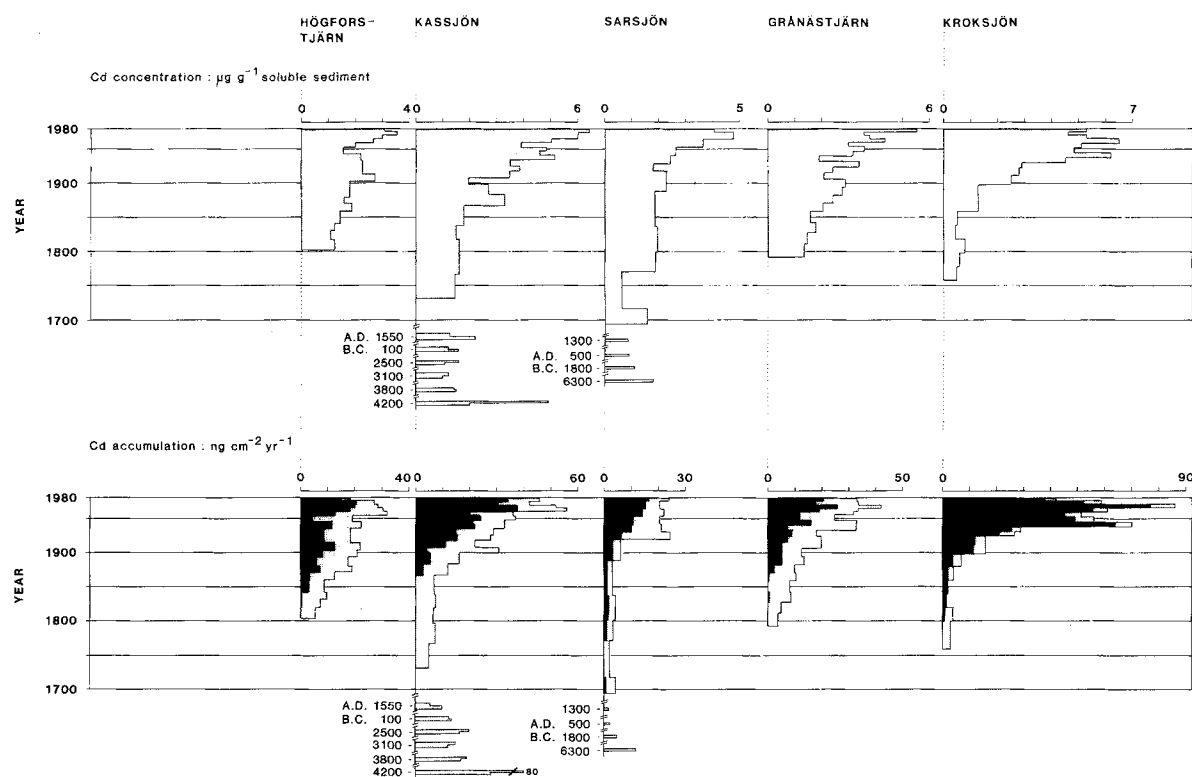 HÖGFORS-
TJÄRN
KASSJÖN
SARSJÖN
GRÅNÄSTJÄRN
KROKSJÖN
Cd concentration : µg g⁻¹ soluble sediment
0 4 0 6 0 5 0 6 0 7
1980
1900
1800
1700
YEAR
A.D. 1550
B.C. 100
2500
3100
3800
4200
1300
A.D. 500
B.C. 1800
6300
Cd accumulation : ng cm⁻² yr⁻¹
0 40 0 60 0 30 0 50 0 90
1980
1900
1800
1700
YEAR
A.D. 1550
B.C. 100
2500
3100
3800
4200
80
1300
A.D. 500
B.C. 1800
6300